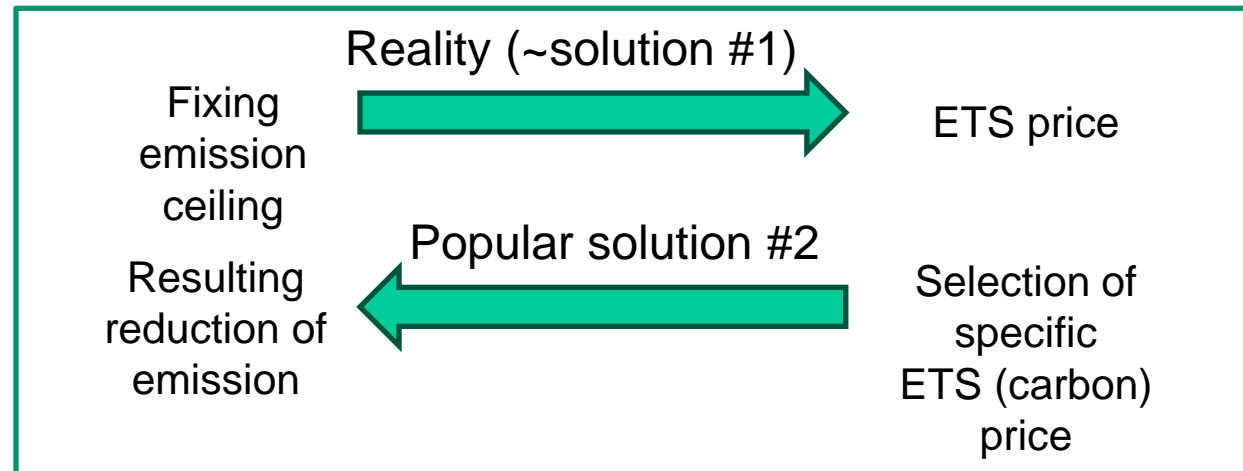 Reality (~solution #1)
Fixing
emission
ceiling
ETS price
Popular solution #2
Resulting
reduction of
emission
Selection of
specific
ETS (carbon)
price